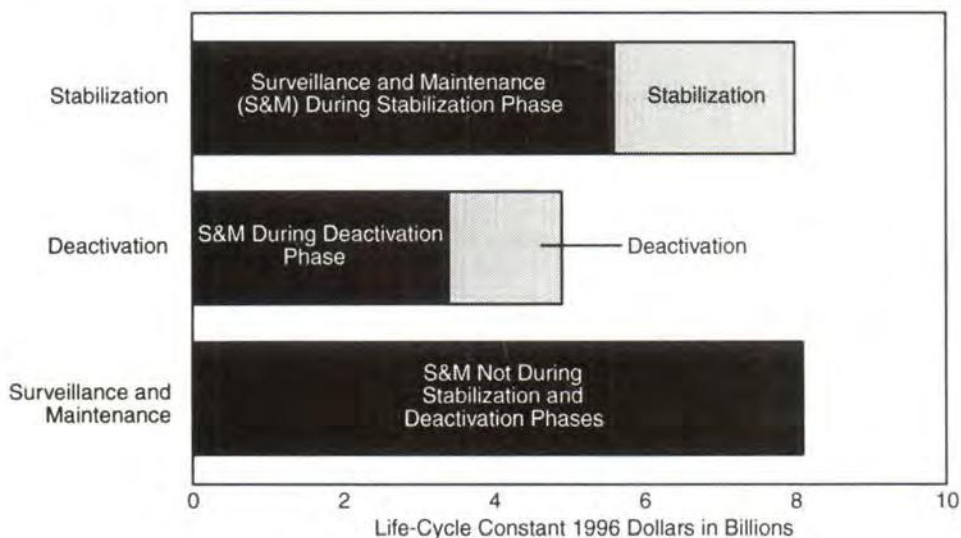 Surveillance and Maintenance
(S&M) During Stabilization Phase
Stabilization
Stabilization
S&M During Deactivation
Phase
Deactivation
Deactivation
S&M Not During
Stabilization and
Deactivation Phases
Surveillance and
Maintenance
0 2 4 6 8 10
Life-Cycle Constant 1996 Dollars in Billions